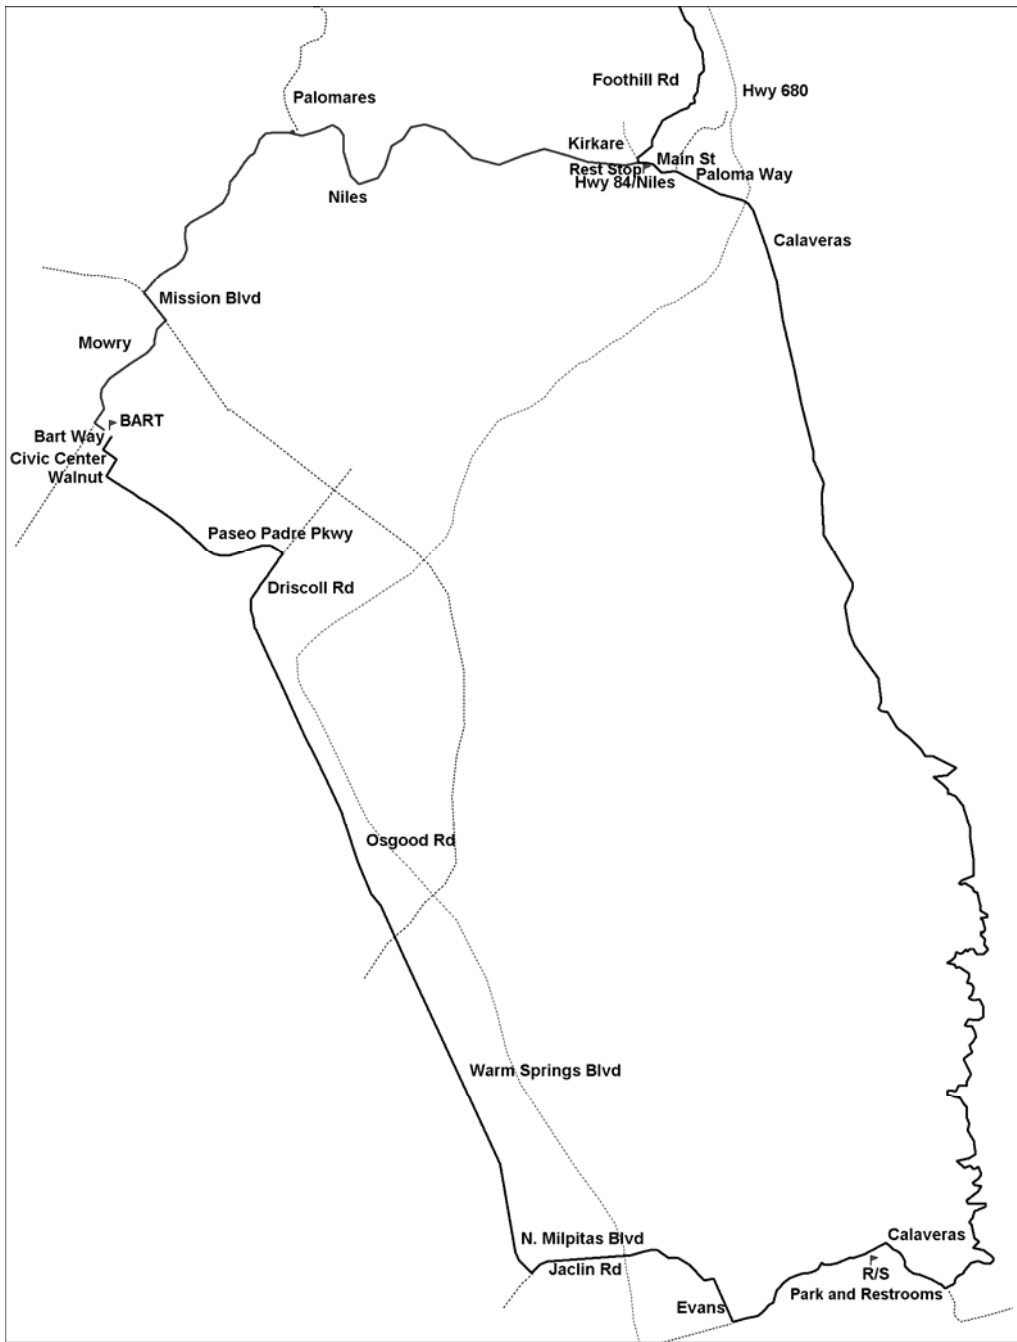 Foothill Rd
Hwy 680
Palomares
Kirkare
Main St
Rest Stop
Paloma Way
Hwy 84/Niles
Niles
Calaveras
Mission Blvd
Mowry
BART
Bart Way
Civic Center
Walnut
Paseo Padre Pkwy
Driscoll Rd
Osgood Rd
Warm Springs Blvd
N. Milpitas Blvd
Calaveras
Jaclin Rd
R/S
Park and Restrooms
Evans